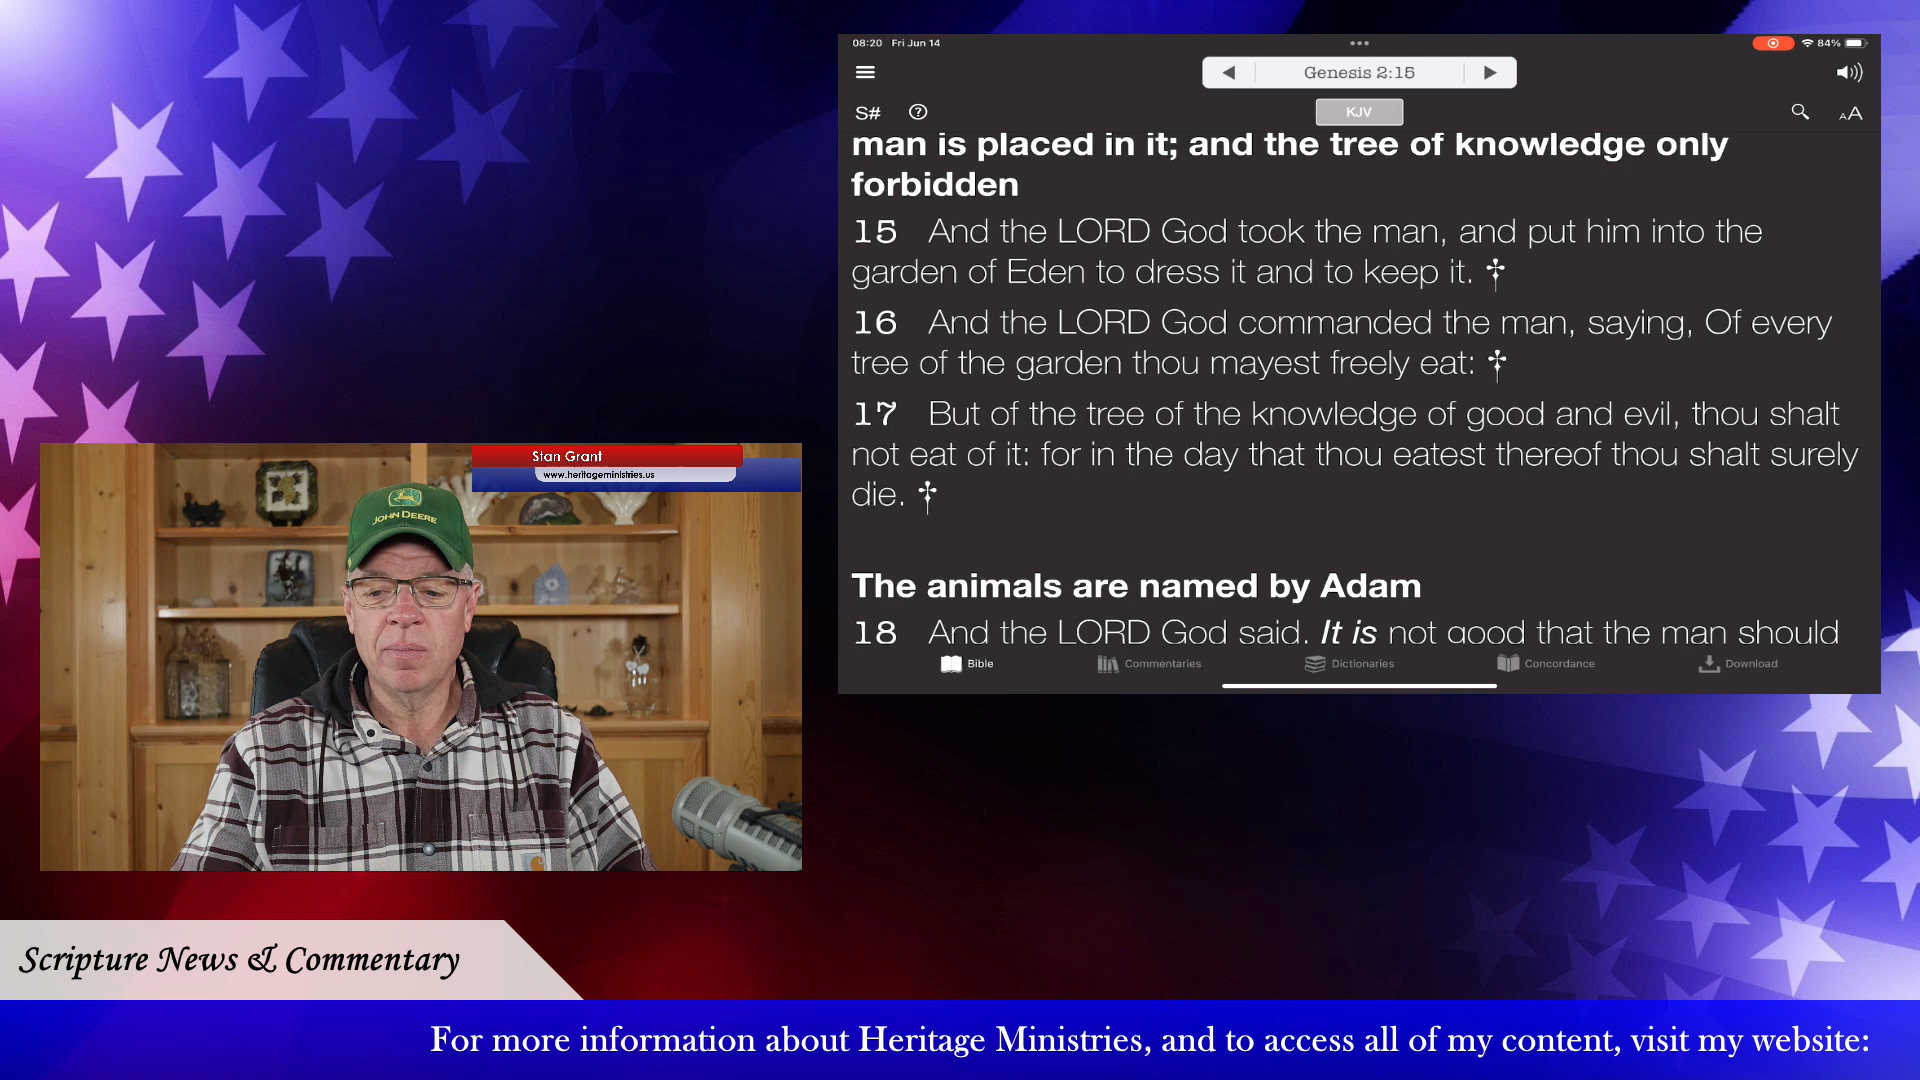 08:20 Fri Jun 14
84%
Genesis 2:15
S#
KJV
AA
man is placed in it; and the tree of knowledge only
forbidden
15 And the LORD God took the man, and put him into the
garden of Eden to dress it and to keep it.
16 And the LORD God commanded the man, saying, Of every
tree of the garden thou mayest freely eat:
17 But of the tree of the knowledge of good and evil, thou shalt
not eat of it: for in the day that thou eatest thereof thou shalt surely
die.
The animals are named by Adam
18 And the LORD God said, It is not good that the man should
Bible Commentaries Dictionaries Concordance Download
Stan Grant
www.heritageministries.us
JOHN DEERE
Scripture News & Commentary
For more information about Heritage Ministries, and to access all of my content, visit my website: